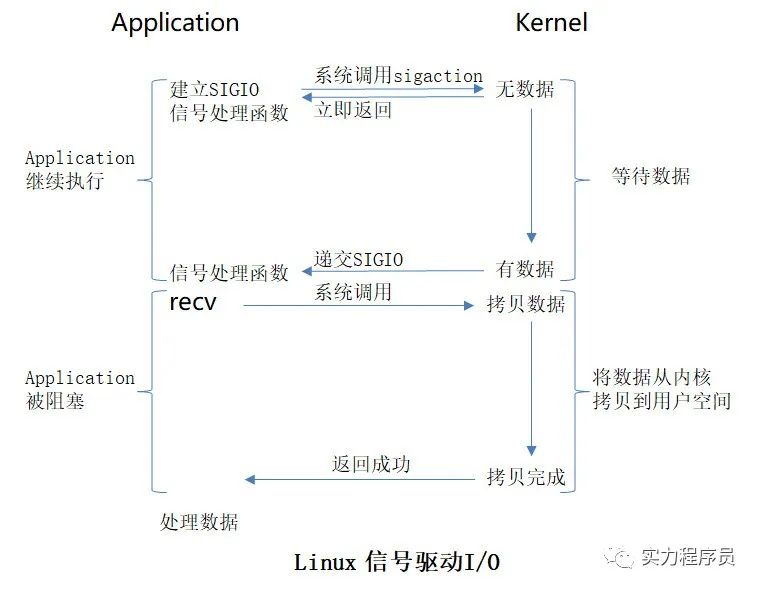 Application
Kernel
建立SIGIO
信号处理函数
系统调用sigaction
立即返回
无数据
Application
继续执行
等待数据
信号处理函数
递交SIGIO
有数据
recv
系统调用
拷贝数据
Application
被阻塞
将数据从内核
拷贝到用户空间
返回成功
拷贝完成
处理数据
Linux 信号驱动I/O
实力程序员